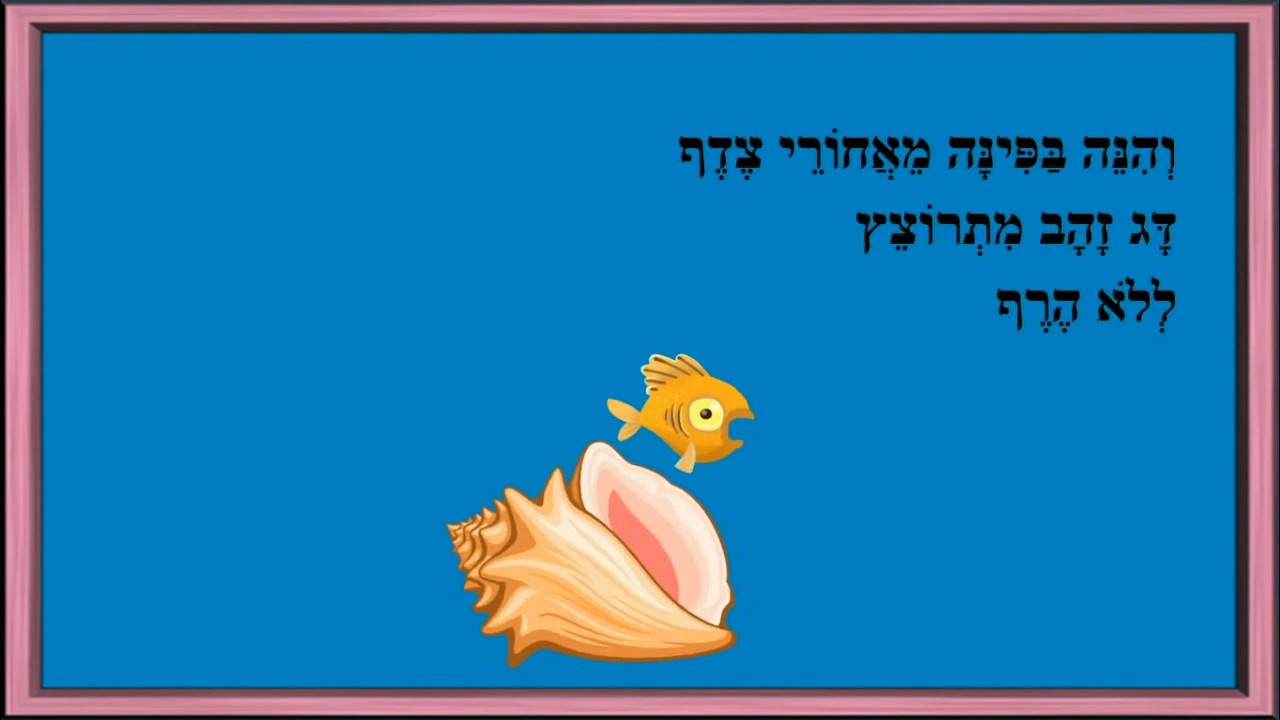 וְהִנֵּה בַּפִּינָּה מֵאֲחוֹרֵי צֶדֶף
דָּג זָהָב מִתְרוֹצֵץ
לְלֹא הֶרֶף